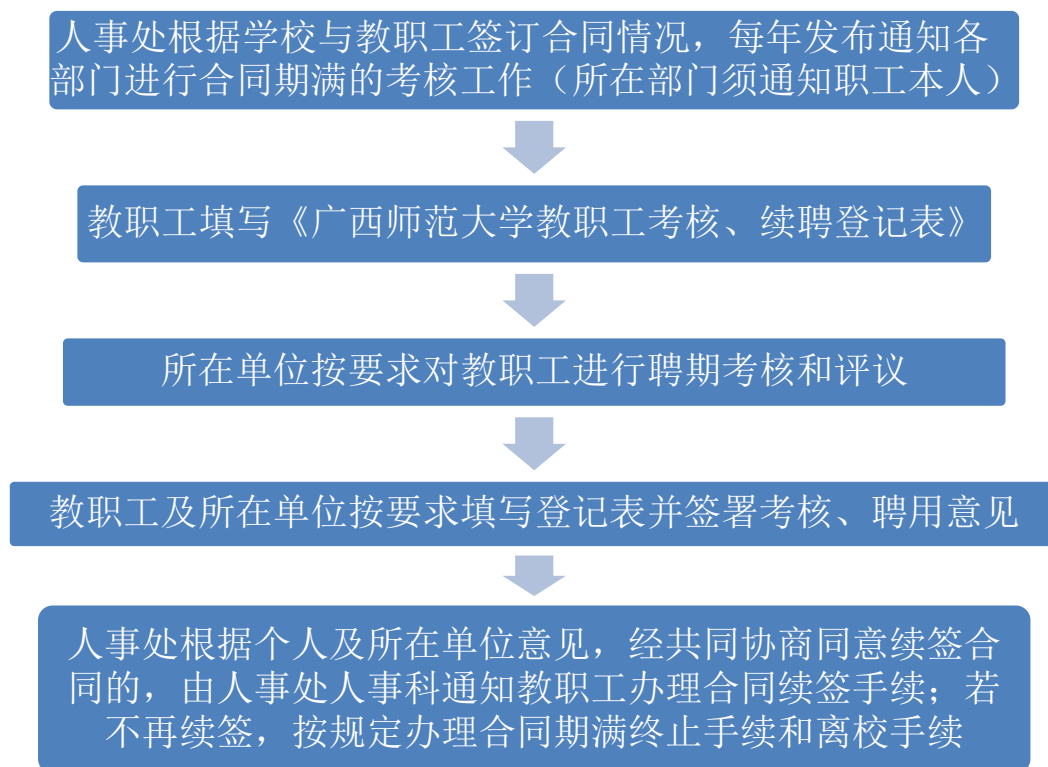 人事处根据学校与教职工签订合同情况，每年发布通知各
部门进行合同期满的考核工作（所在部门须通知职工本人）
教职工填写《广西师范大学教职工考核、续聘登记表》
所在单位按要求对教职工进行聘期考核和评议
教职工及所在单位按要求填写登记表并签署考核、聘用意见
人事处根据个人及所在单位意见，经共同协商同意续签合
同的，由人事处人事科通知教职工办理合同续签手续；若
不再续签，按规定办理合同期满终止手续和离校手续